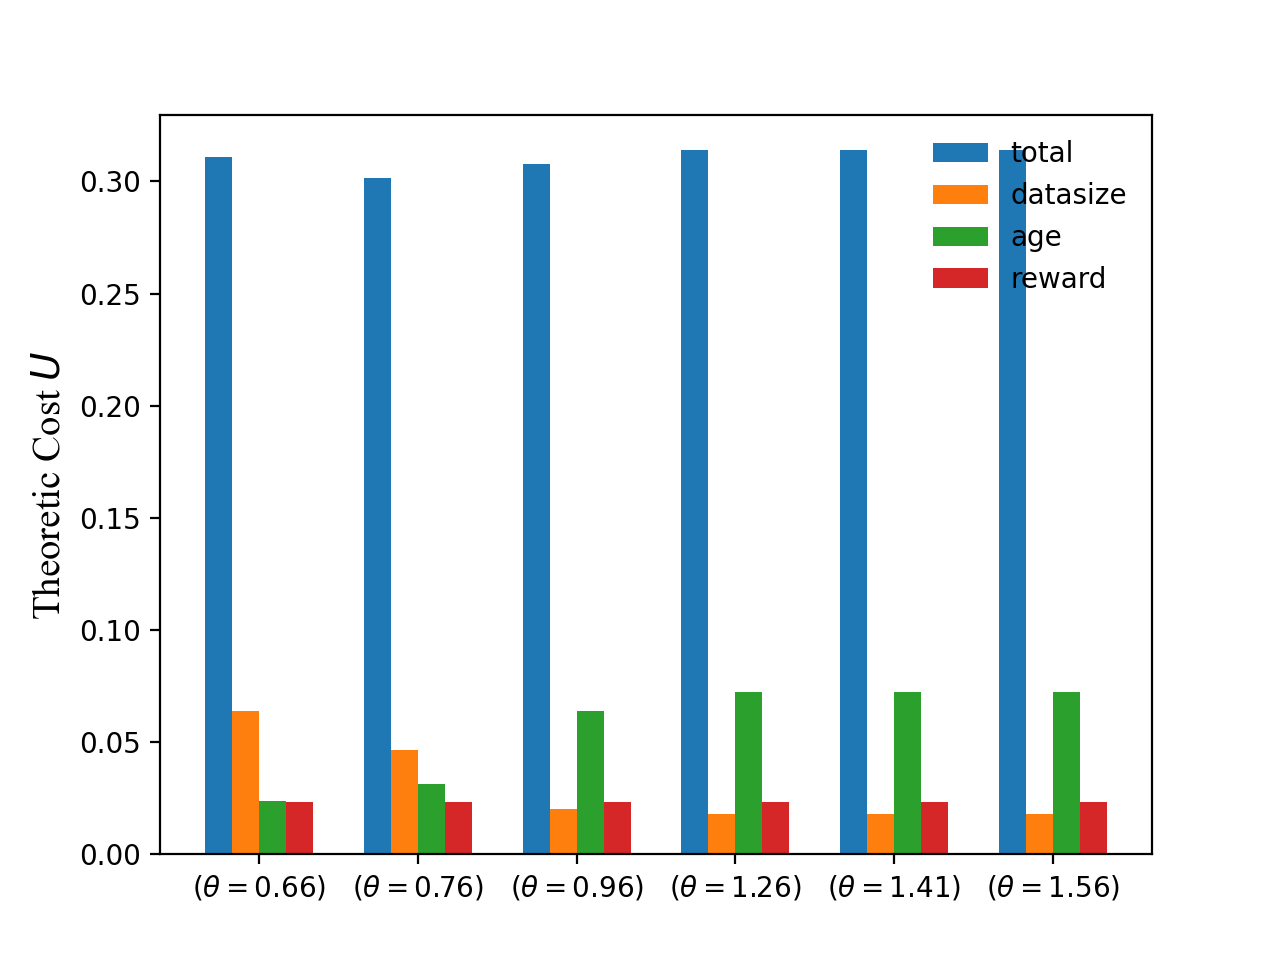 total
datasize
age
reward
0.30
0.25
0.20
0.15
0.10
0.05
0.00
Theoretic Cost U
(θ = 0.66) (θ = 0.76) (θ = 0.96) (θ = 1.26) (θ = 1.41) (θ = 1.56)